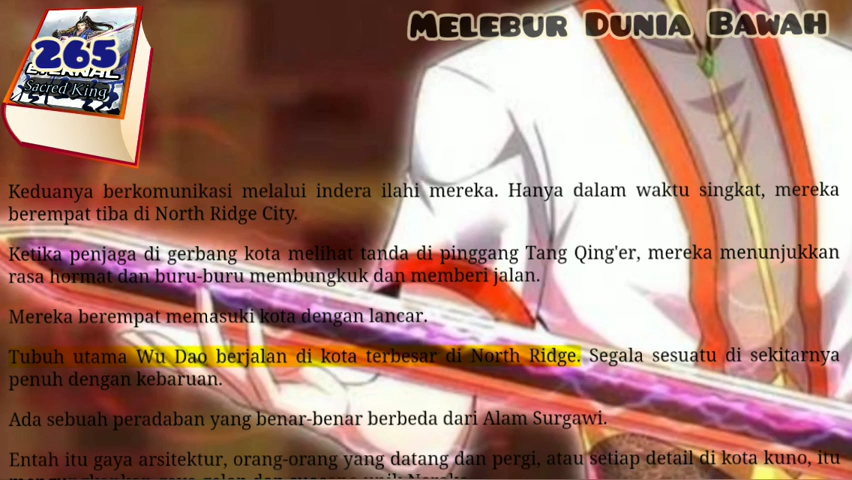 MELEBUR DUNIA BAWAH
265
ETERNAL
Sacred King
Keduanya berkomunikasi melalui indera ilahi mereka. Hanya dalam waktu singkat, mereka
berempat tiba di North Ridge City.
Ketika penjaga di gerbang kota melihat tanda di pinggang Tang Qing'er, mereka menunjukkan
rasa hormat dan buru-buru membungkuk dan memberi jalan.
Mereka berempat memasuki kota dengan lancar.
Tubuh utama Wu Dao berjalan di kota terbesar di North Ridge. Segala sesuatu di sekitarnya
penuh dengan kebaruan.
Ada sebuah peradaban yang benar-benar berbeda dari Alam Surgawi.
Entah itu gaya arsitektur, orang-orang yang datang dan pergi, atau setiap detail di kota kuno, itu